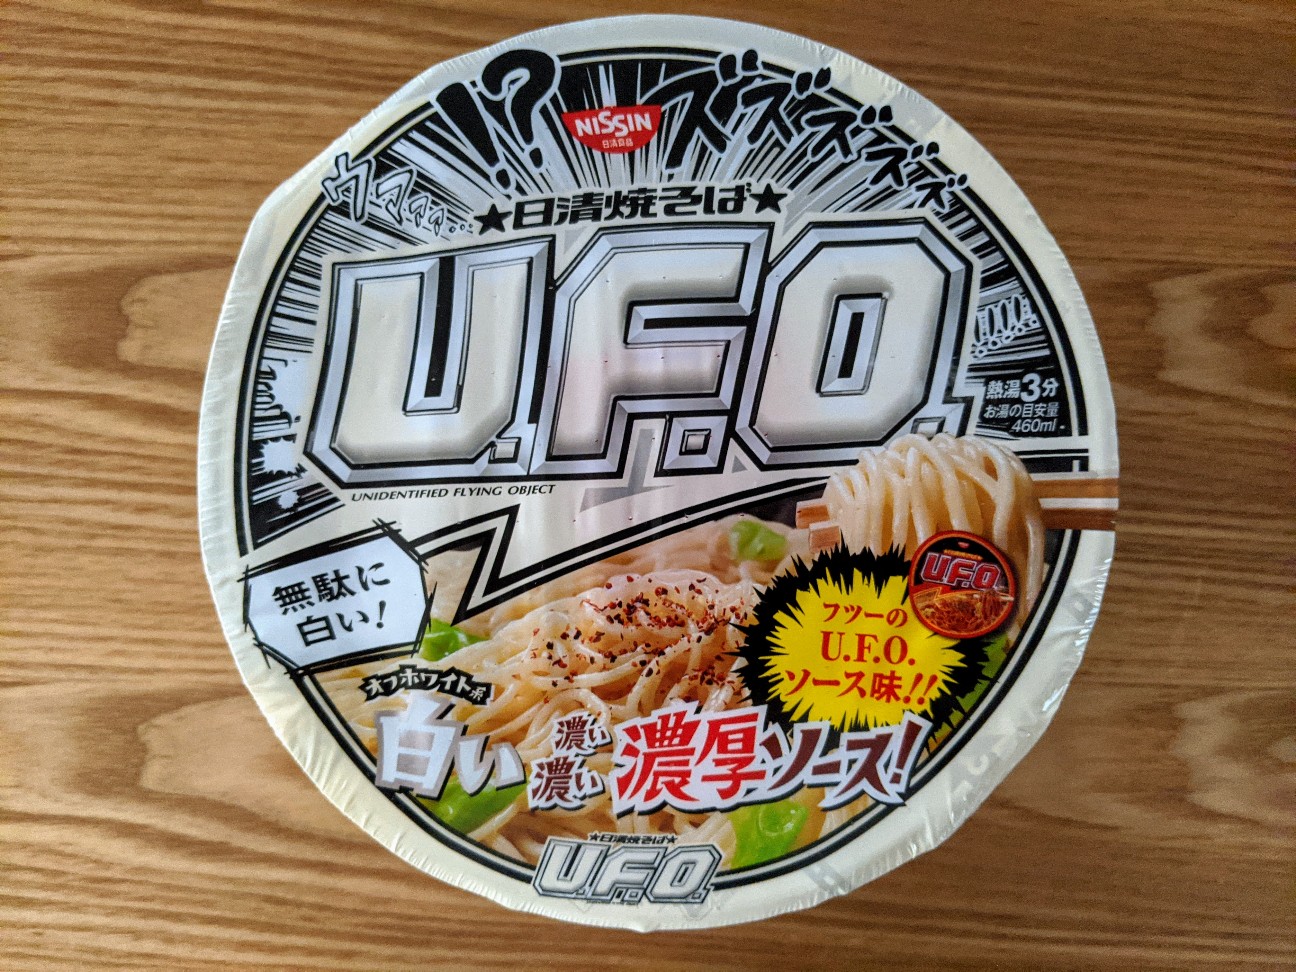 !?
NISSIN
日清食品
ズズズズズ
ウマァァァ…
★日清焼そば★
U.F.O.
UNIDENTIFIED FLYING OBJECT
熱湯3分
お湯の目安量
460ml
無駄に
白い!
U.F.O.
フツーの
U.F.O.
ソース味!!
オフホワイト系
白い
濃い
濃い
濃厚ソース!
★日清焼そば★
U.F.O.